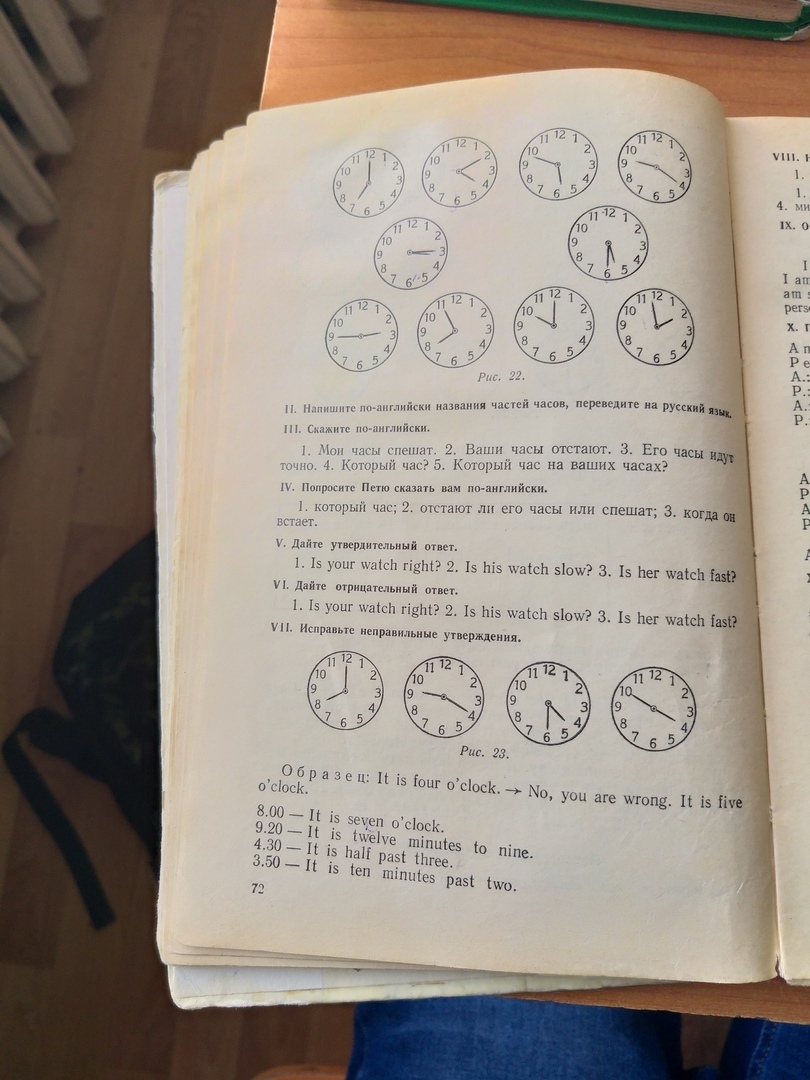 Рис. 22.
II. Напишите по-английски названия частей часов, переведите на русский язык.
III. Скажите по-английски.
1. Мои часы спешат. 2. Ваши часы отстают. 3. Его часы идут
точно. 4. Который час? 5. Который час на ваших часах?
IV. Попросите Петю сказать вам по-английски.
1. который час; 2. отстают ли его часы или спешат; 3. когда он
встает.
V. Дайте утвердительный ответ.
1. Is your watch right? 2. Is his watch slow? 3. Is her watch fast?
VI. Дайте отрицательный ответ.
1. Is your watch right? 2. Is his watch slow? 3. Is her watch fast?
VII. Исправьте неправильные утверждения.
Рис. 23.
Образец: It is four o'clock. → No, you are wrong. It is five
o'clock.
8.00 — It is seven o'clock.
9.20 — It is twelve minutes to nine.
4.30 — It is half past three.
3.50 — It is ten minutes past two.
72
VIII.
1.
1.
4.
IX.
I
I am
am
X.
А
Р
А.:
Р.:
А.:
Р.: